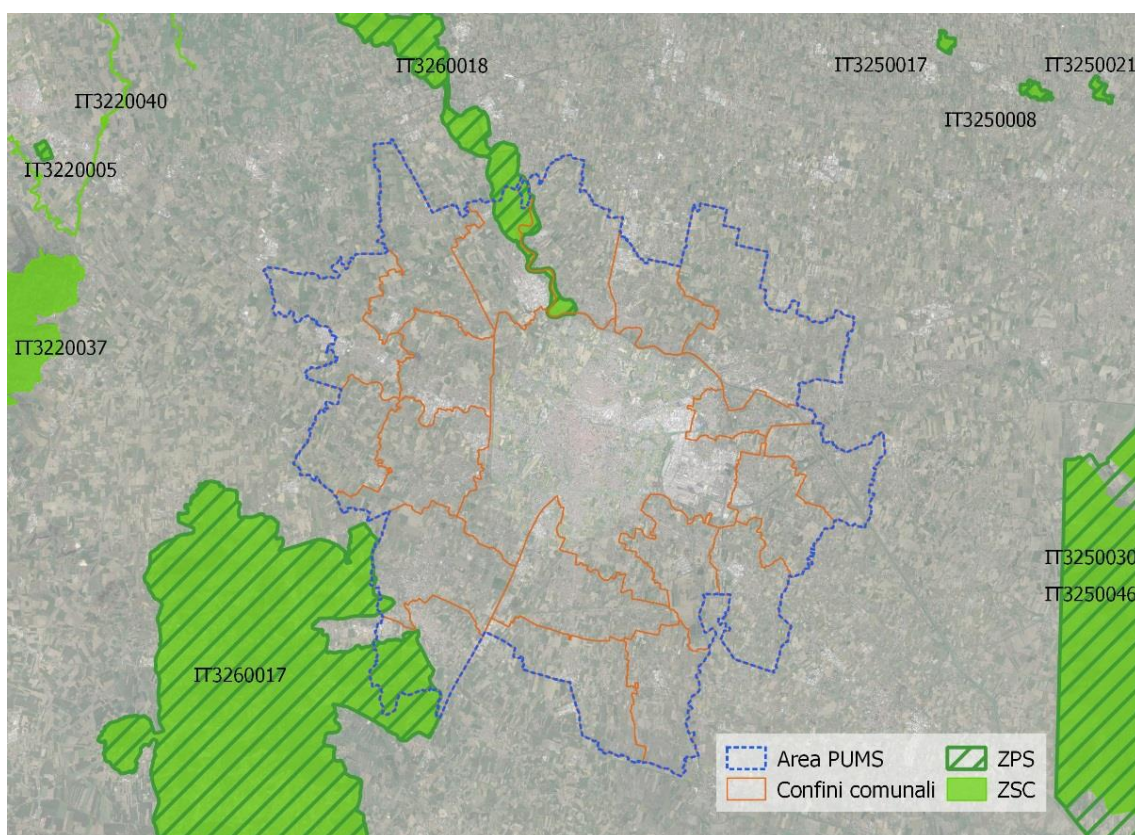 IT3260018
IT3250017
IT3250021
IT3220040
IT3250008
IT3220005
IT3220037
IT3250030
IT3250046
IT3260017
Area PUMS
ZPS
Confini comunali
ZSC